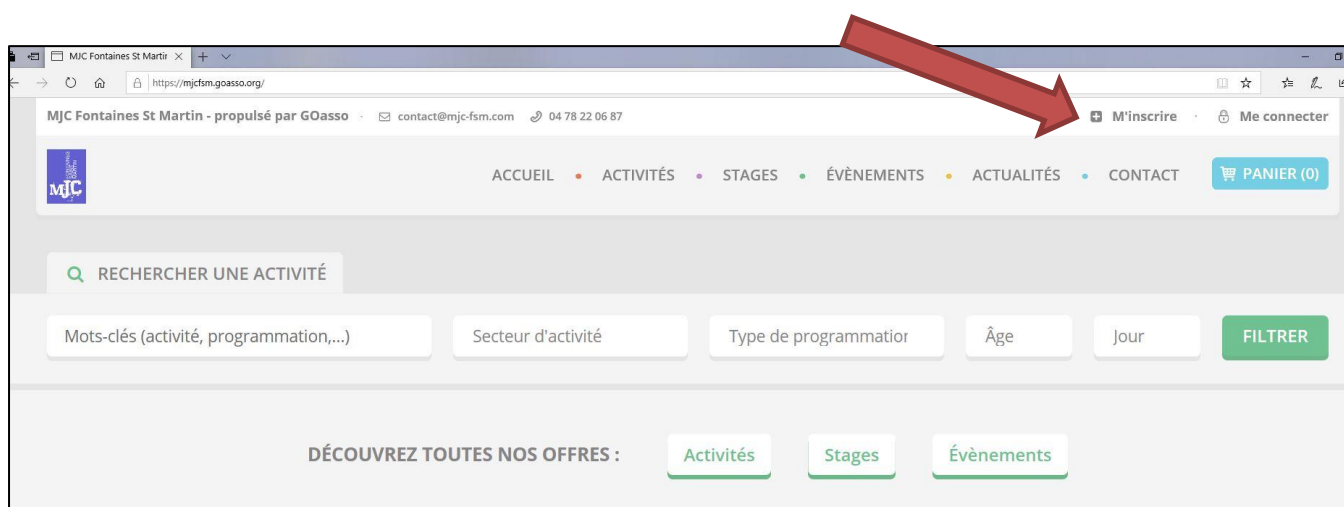 MJC Fontaines St Martir
https://mjcfsm.goasso.org/
MJC Fontaines St Martin - propulsé par GOasso · contact@mjc-fsm.com 04 78 22 06 87 M'inscrire · Me connecter
MJC
ACCUEIL • ACTIVITÉS • STAGES • ÉVÈNEMENTS • ACTUALITÉS • CONTACT PANIER (0)
RECHERCHER UNE ACTIVITÉ
Mots-clés (activité, programmation,...) Secteur d'activité Type de programmatior Âge Jour FILTRER
DÉCOUVREZ TOUTES NOS OFFRES : Activités Stages Évènements